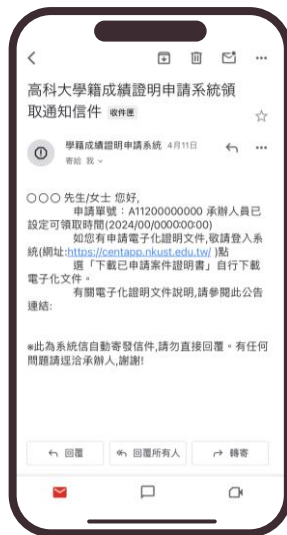 高科大學籍成績證明申請系統領
取通知信件 收件匣
學籍成績證明申請系統 4月11日
寄給 我
〇〇〇 先生/女士 您好,
申請單號：A11200000000 承辦人員已
設定可領取時間(2024/00/0000:00:00)
如您有申請電子化證明文件,敬請登入系
統(網址:https://centapp.nkust.edu.tw/ )點
選「下載已申請案件證明書」自行下載
電子化文件。
有關電子化證明文件說明,請參閱此公告
連結:
※此為系統信自動寄發信件,請勿直接回覆。有任何
問題請逕洽承辦人,謝謝!
回覆
回覆所有人
轉寄